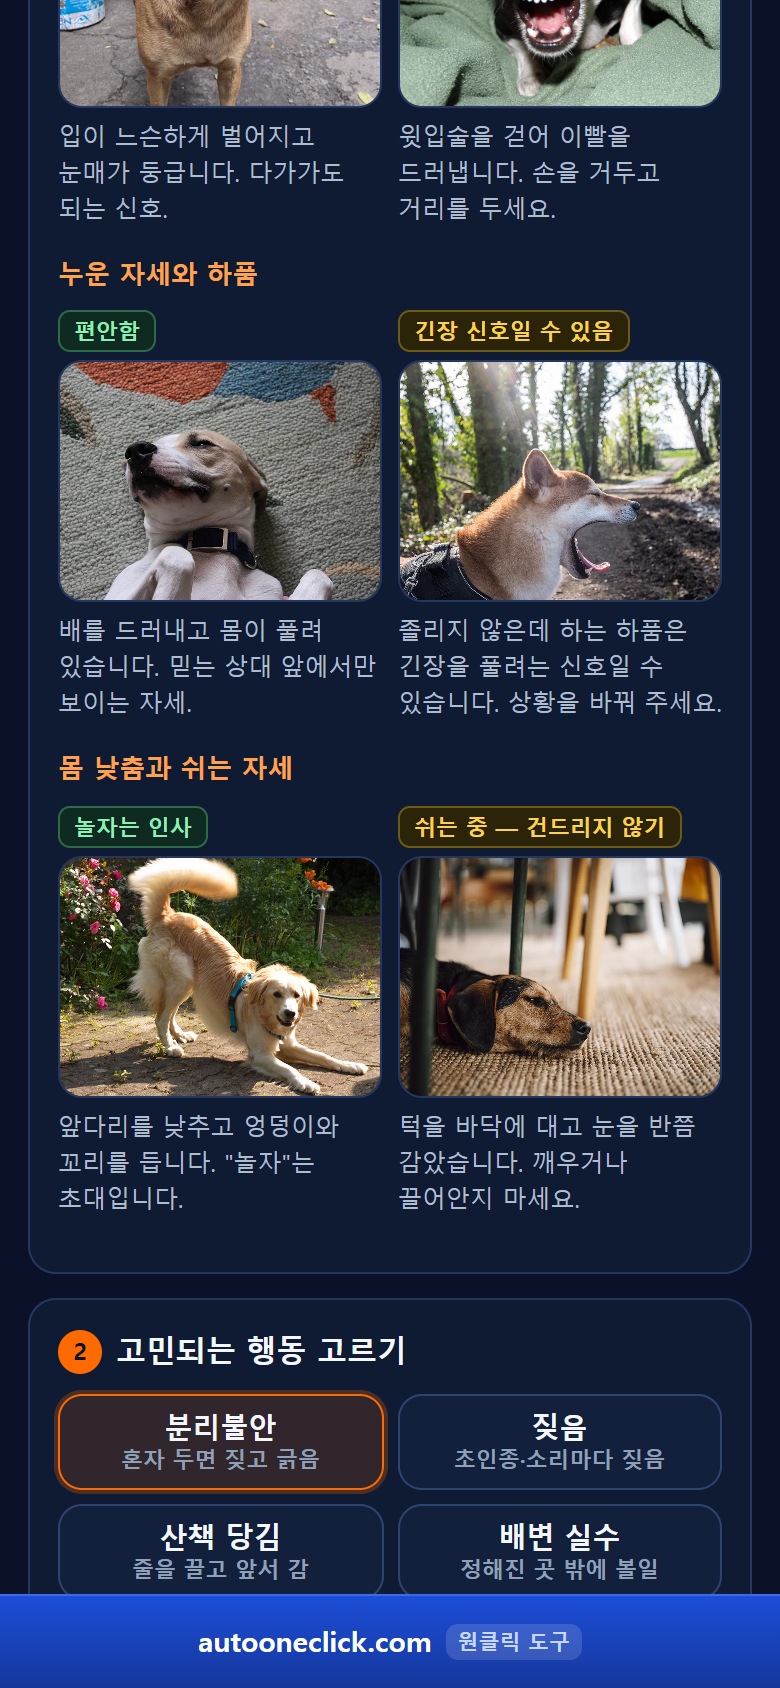 입이 느슨하게 벌어지고
눈매가 둥급니다. 다가가도
되는 신호.
윗입술을 걷어 이빨을
드러냅니다. 손을 거두고
거리를 두세요.
누운 자세와 하품
편안함
긴장 신호일 수 있음
배를 드러내고 몸이 풀려
있습니다. 믿는 상대 앞에서만
보이는 자세.
졸리지 않은데 하는 하품은
긴장을 풀려는 신호일 수
있습니다. 상황을 바꿔 주세요.
몸 낮춤과 쉬는 자세
놀자는 인사
쉬는 중 — 건드리지 않기
앞다리를 낮추고 엉덩이와
꼬리를 듭니다. "놀자"는
초대입니다.
턱을 바닥에 대고 눈을 반쯤
감았습니다. 깨우거나
끌어안지 마세요.
2 고민되는 행동 고르기
분리불안
혼자 두면 짖고 긁음
짖음
초인종·소리마다 짖음
산책 당김
줄을 끌고 앞서 감
배변 실수
정해진 곳 밖에 볼일
autooneclick.com 원클릭 도구